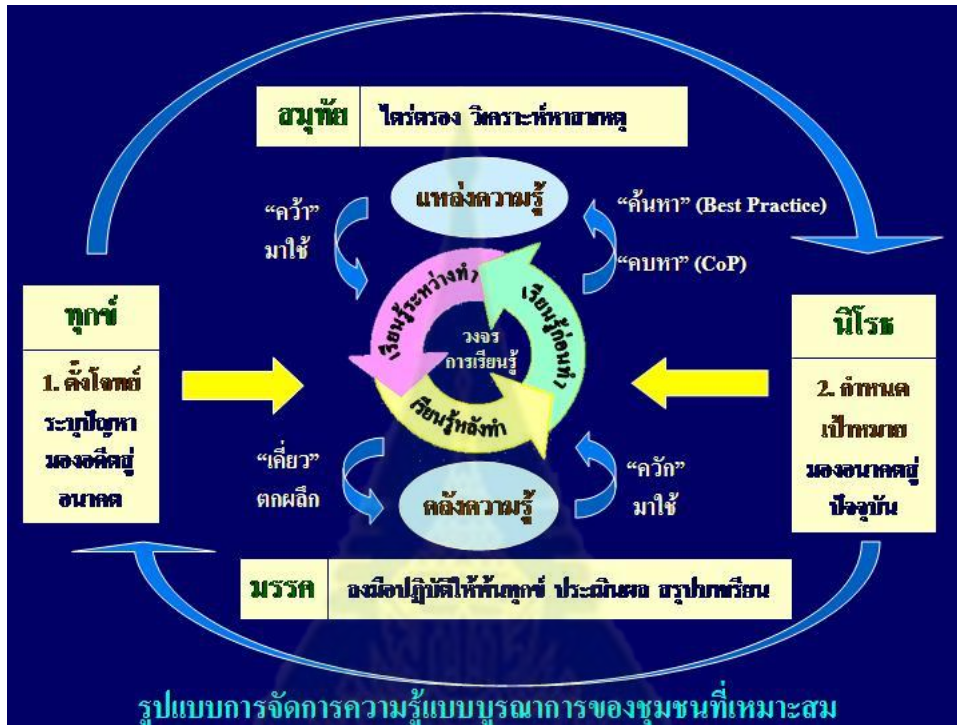 สมุทัย ไตร่ตรอง วิเคราะห์หาสาเหตุ
แหล่งความรู้
“คว้า”
มาใช้
“ค้นหา” (Best Practice)
“คบหา” (CoP)
ทุกข์
1. ตั้งโจทย์
ระบุปัญหา
มองอดีตสู่
อนาคต
เรียนรู้ระหว่างทำ
เรียนรู้ก่อนทำ
เรียนรู้หลังทำ
วงจร
การเรียนรู้
นิโรธ
2. กำหนด
เป้าหมาย
มองอนาคตสู่
ปัจจุบัน
“เคี่ยว”
ตกผลึก
คลังความรู้
“ควัก”
มาใช้
มรรค ลงมือปฏิบัติให้พ้นทุกข์ ประเมินผล สรุปบทเรียน
รูปแบบการจัดการความรู้แบบบูรณาการของชุมชนที่เหมาะสม